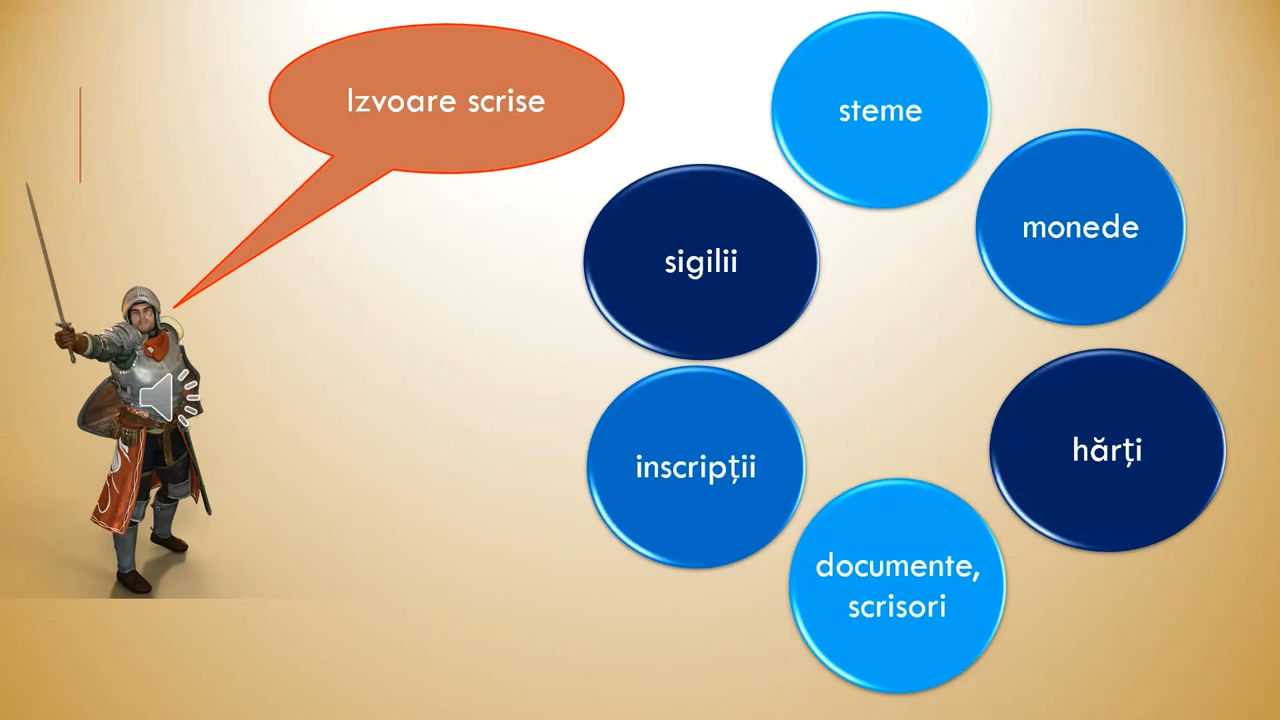 Izvoare scrise
steme
monede
sigilii
hărți
inscripții
documente,
scrisori